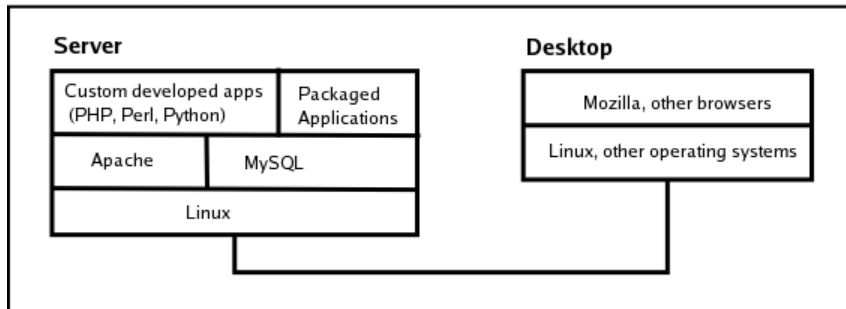 Server
Custom developed apps
(PHP, Perl, Python)
Packaged
Applications
Apache
MySQL
Linux
Desktop
Mozilla, other browsers
Linux, other operating systems